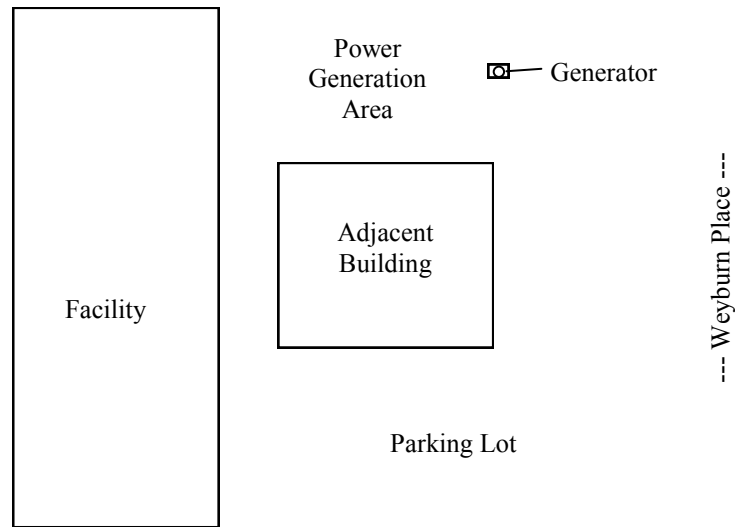 Power
Generation
Area
Generator
Adjacent
Building
Facility
--- Weyburn Place ---
Parking Lot